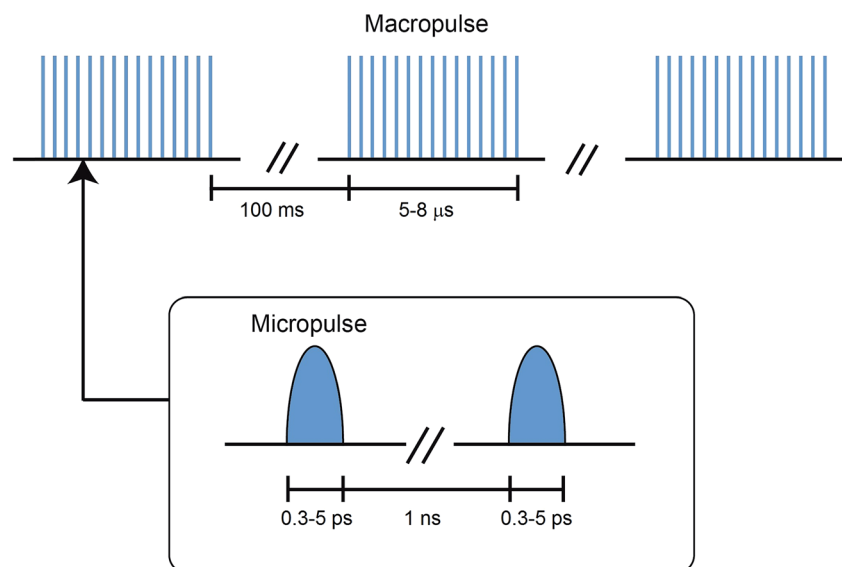 Macropulse
100 ms
5-8 μs
Micropulse
0.3-5 ps
1 ns
0.3-5 ps